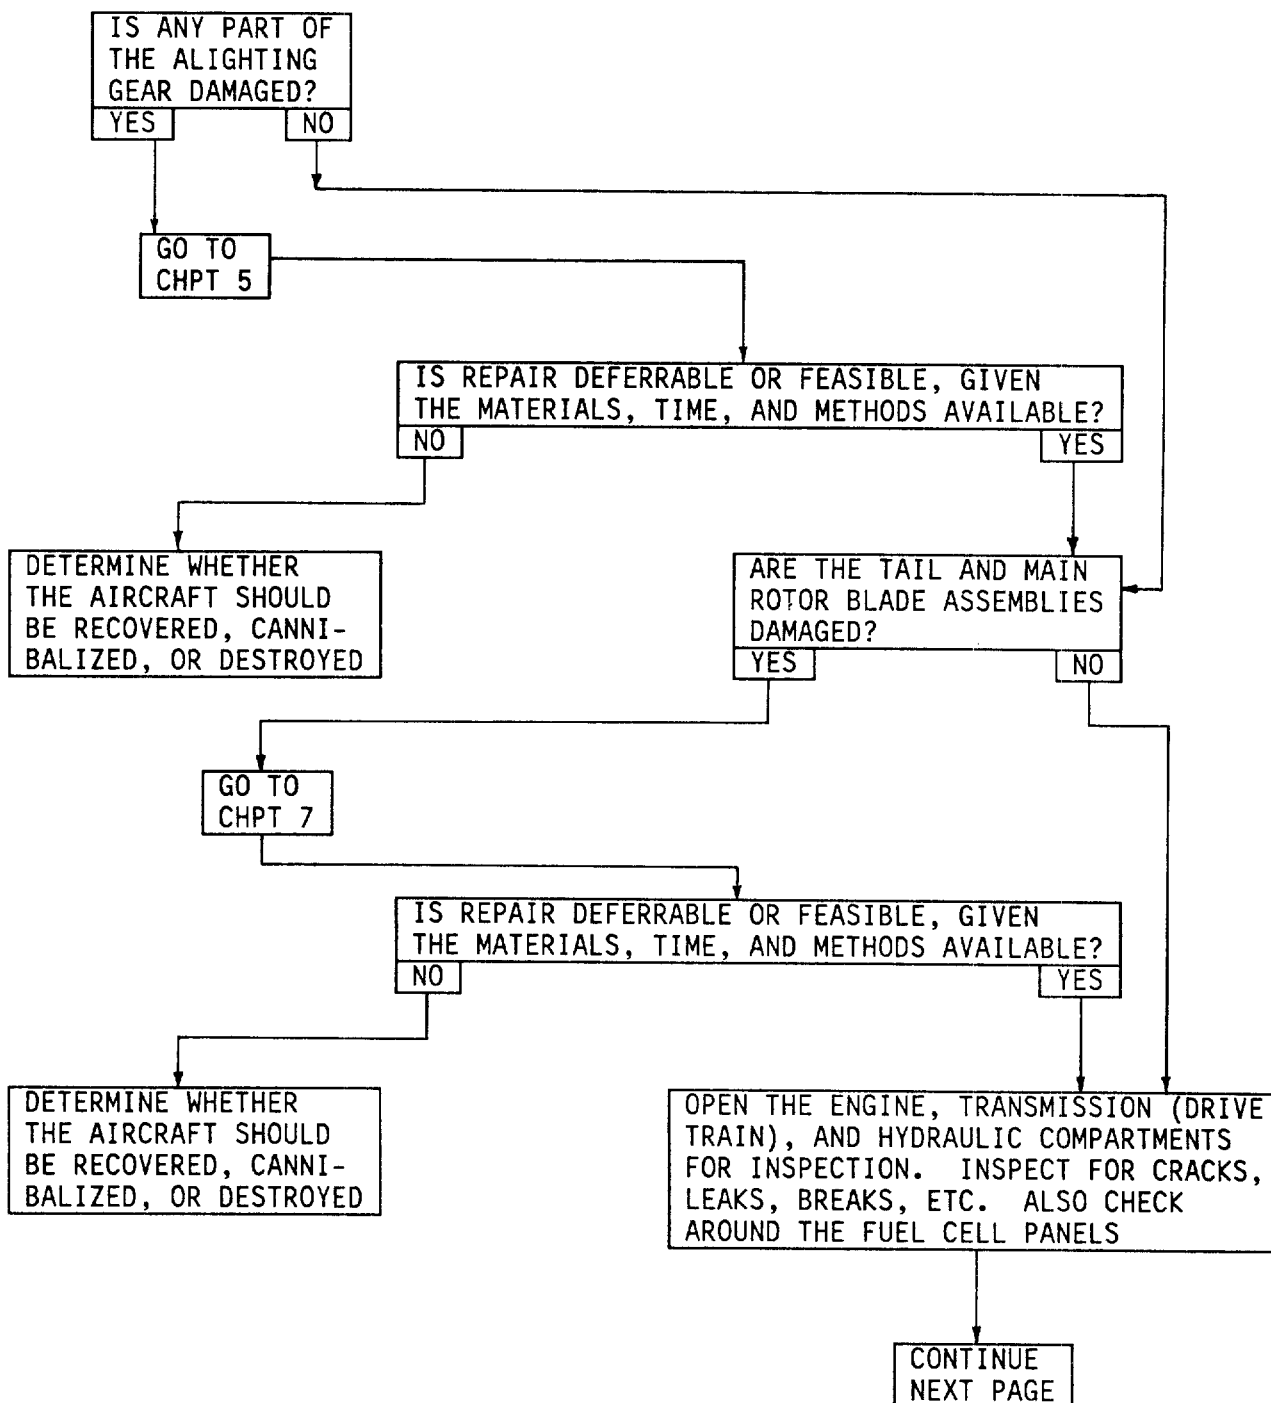 IS ANY PART OF
THE ALIGHTING
GEAR DAMAGED?
YES
NO
GO TO
CHPT 5
IS REPAIR DEFERRABLE OR FEASIBLE, GIVEN
THE MATERIALS, TIME, AND METHODS AVAILABLE?
NO
YES
DETERMINE WHETHER
THE AIRCRAFT SHOULD
BE RECOVERED, CANNI-
BALIZED, OR DESTROYED
ARE THE TAIL AND MAIN
ROTOR BLADE ASSEMBLIES
DAMAGED?
YES
NO
GO TO
CHPT 7
IS REPAIR DEFERRABLE OR FEASIBLE, GIVEN
THE MATERIALS, TIME, AND METHODS AVAILABLE?
NO
YES
DETERMINE WHETHER
THE AIRCRAFT SHOULD
BE RECOVERED, CANNI-
BALIZED, OR DESTROYED
OPEN THE ENGINE, TRANSMISSION (DRIVE
TRAIN), AND HYDRAULIC COMPARTMENTS
FOR INSPECTION. INSPECT FOR CRACKS,
LEAKS, BREAKS, ETC. ALSO CHECK
AROUND THE FUEL CELL PANELS
CONTINUE
NEXT PAGE